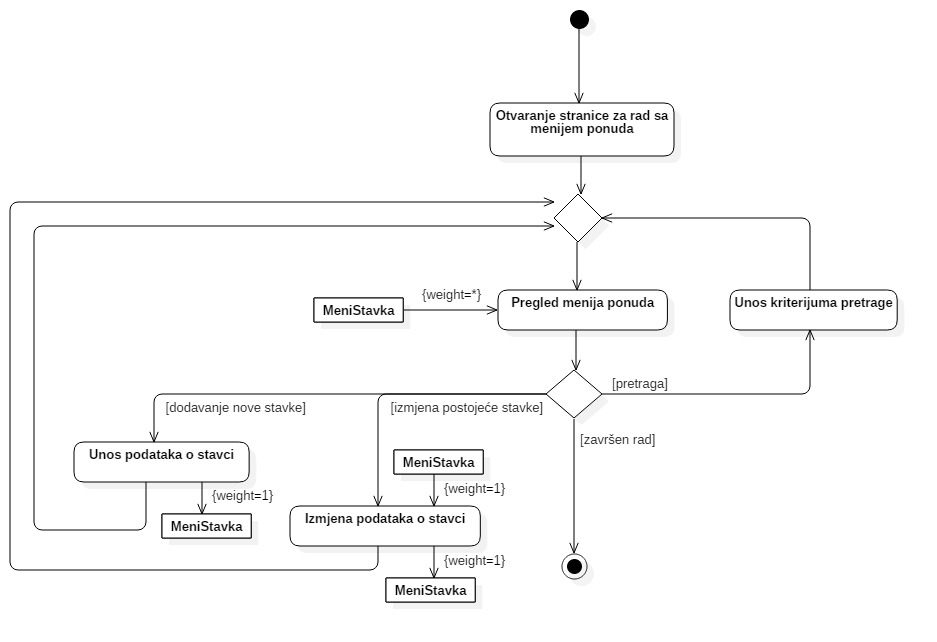 Otvaranje stranice za rad sa
menijem ponuda
{weight=*}
MeniStavka
Pregled menija ponuda
Unos kriterijuma pretrage
[pretraga]
[dodavanje nove stavke]
[izmjena postojeće stavke]
[završen rad]
Unos podataka o stavci
MeniStavka
{weight=1}
{weight=1}
MeniStavka
Izmjena podataka o stavci
{weight=1}
MeniStavka